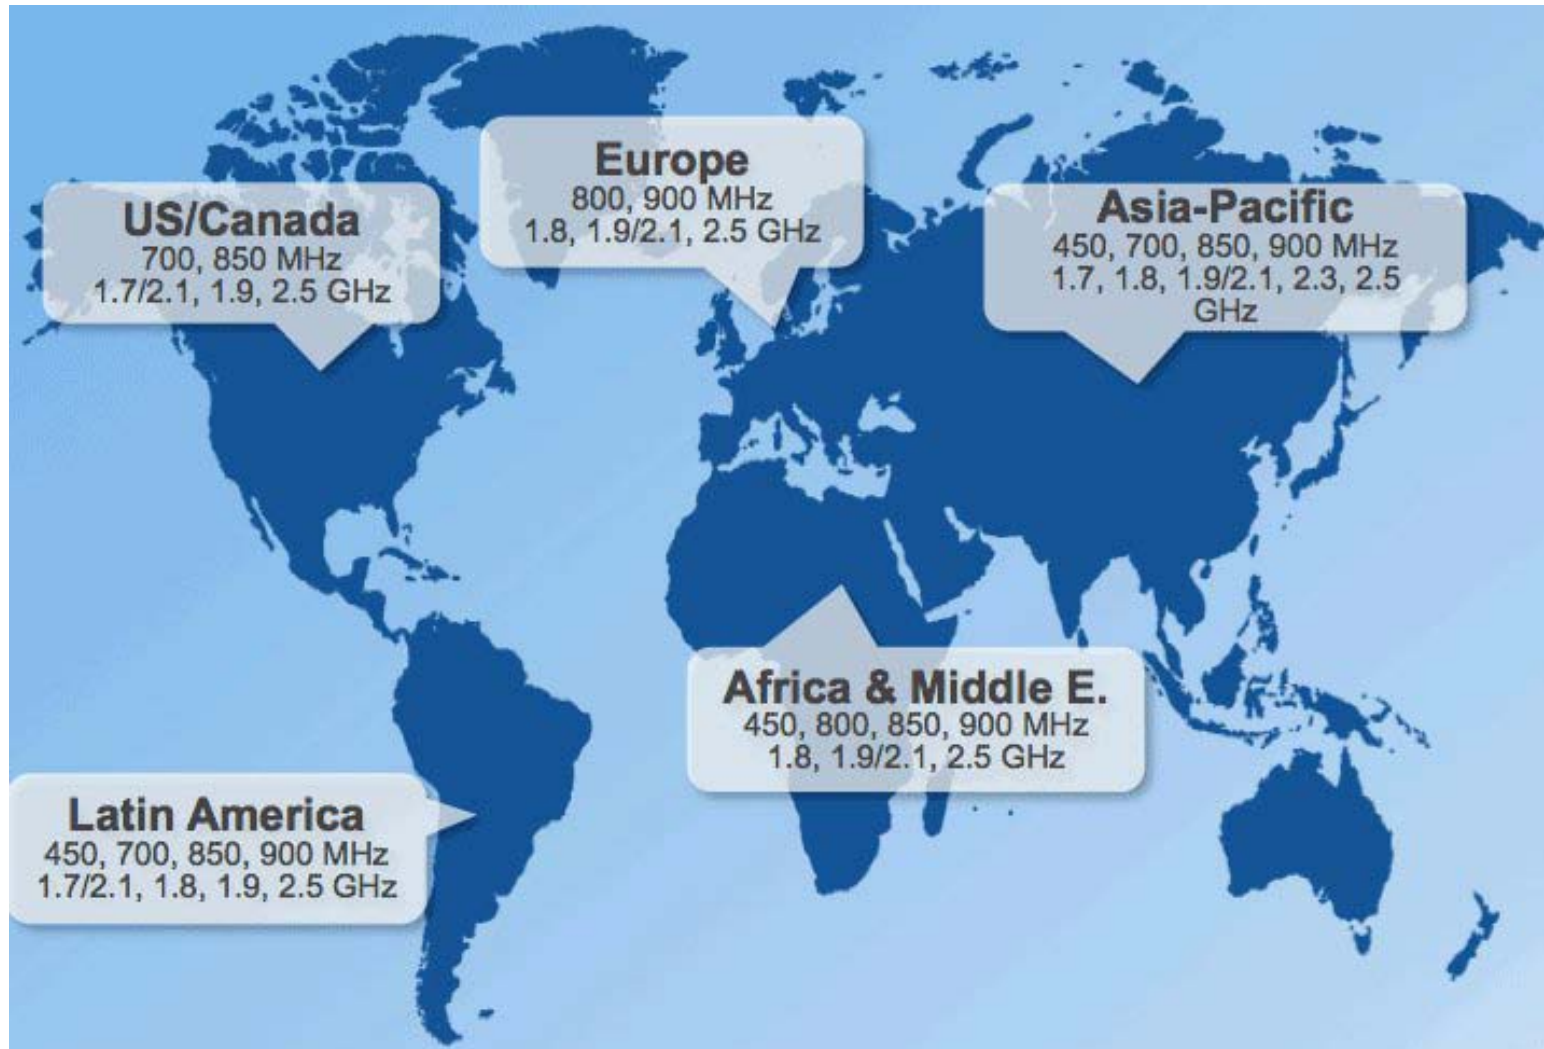 Europe
800, 900 MHz
1.8, 1.9/2.1, 2.5 GHz
US/Canada
700, 850 MHz
1.7/2.1, 1.9, 2.5 GHz
Asia-Pacific
450, 700, 850, 900 MHz
1.7, 1.8, 1.9/2.1, 2.3, 2.5
GHz
Africa & Middle E.
450, 800, 850, 900 MHz
1.8, 1.9/2.1, 2.5 GHz
Latin America
450, 700, 850, 900 MHz
1.7/2.1, 1.8, 1.9, 2.5 GHz